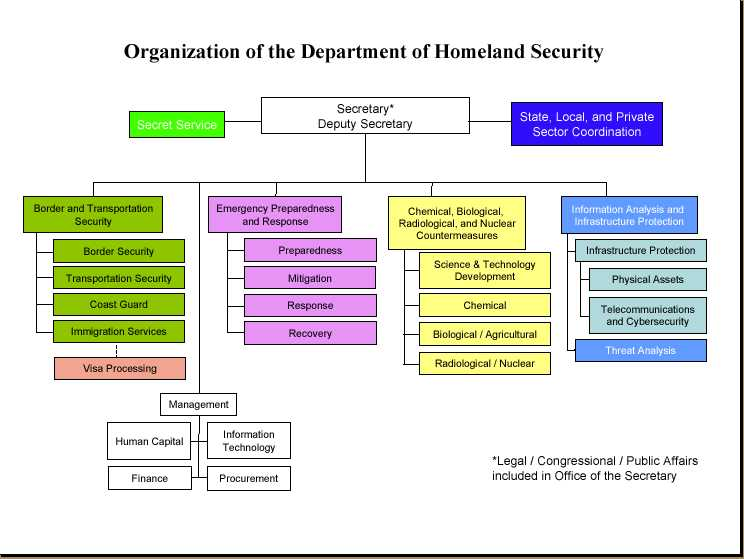 Organization of the Department of Homeland Security
Secret Service
Secretary*
Deputy Secretary
State, Local, and Private
Sector Coordination
Border and Transportation
Security
Border Security
Transportation Security
Coast Guard
Immigration Services
Visa Processing
Emergency Preparedness
and Response
Preparedness
Mitigation
Response
Recovery
Chemical, Biological,
Radiological, and Nuclear
Countermeasures
Science & Technology
Development
Chemical
Biological / Agricultural
Radiological / Nuclear
Information Analysis and
Infrastructure Protection
Infrastructure Protection
Physical Assets
Telecommunications
and Cybersecurity
Threat Analysis
Management
Human Capital
Information
Technology
Finance
Procurement
*Legal / Congressional / Public Affairs
included in Office of the Secretary